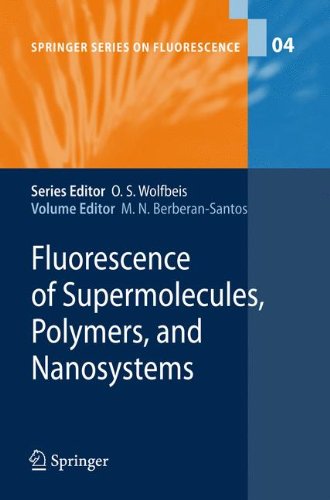 SPRINGER SERIES ON FLUORESCENCE 04
Series Editor O. S. Wolfbeis
Volume Editor M. N. Berberan-Santos
Fluorescence
of Supermolecules,
Polymers, and
Nanosystems
Springer